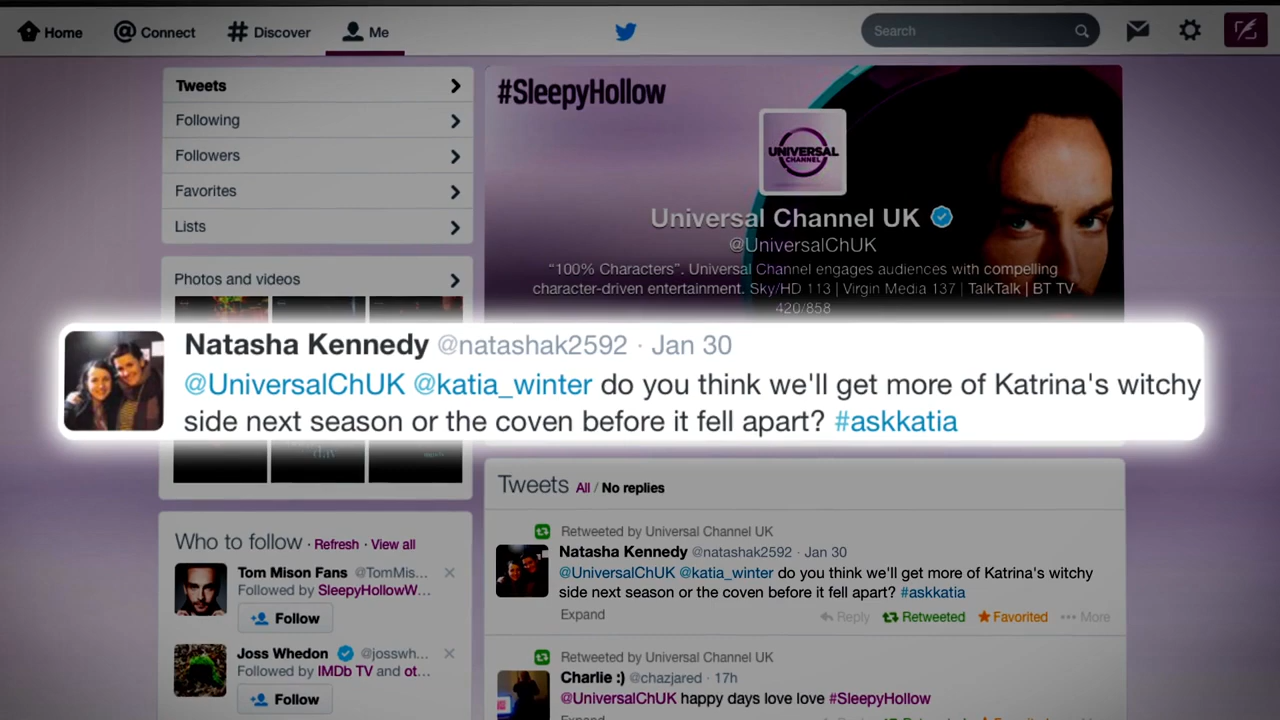 Home
Connect
Discover
Me
Search
Tweets
Following
Followers
Favorites
Lists
Photos and videos
#SleepyHollow
UNIVERSAL
CHANNEL
Universal Channel UK
@UniversalChUK
“100% Characters”. Universal Channel engages audiences with compelling
character-driven entertainment. Sky/HD 113 | Virgin Media 137 | TalkTalk | BT TV
420/858
Natasha Kennedy @natashak2592 · Jan 30
@UniversalChUK @katia_winter do you think we'll get more of Katrina's witchy
side next season or the coven before it fell apart? #askkatia
day
Who to follow · Refresh · View all
Tom Mison Fans @TomMis...
Followed by SleepyHollowW...
Follow
Joss Whedon @josswh...
Followed by IMDb TV and ot...
Follow
Tweets All / No replies
Retweeted by Universal Channel UK
Natasha Kennedy @natashak2592 · Jan 30
@UniversalChUK @katia_winter do you think we'll get more of Katrina's witchy
side next season or the coven before it fell apart? #askkatia
Expand
Reply Retweeted Favorited More
Retweeted by Universal Channel UK
Charlie :) @chazjared · 17h
@UniversalChUK happy days love love #SleepyHollow
Expand
Reply Retweeted Favorited More